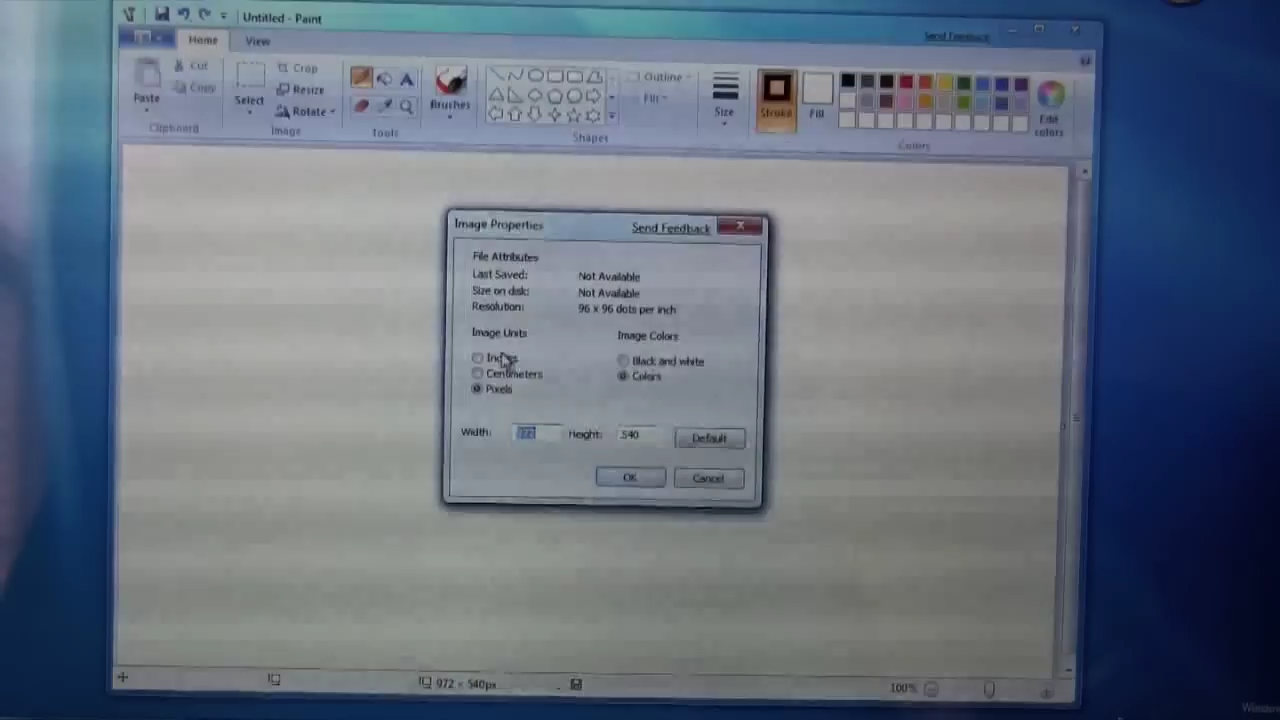 Untitled - Paint
Send Feedback
Home View
Paste
Cut
Copy
Clipboard
Select
Crop
Resize
Rotate
Image
tools
Brushes
Outline
Fill
Shapes
Size
Stroke
Fill
Edit colors
Colors
Image Properties Send Feedback X
File Attributes
Last Saved: Not Available
Size on disk: Not Available
Resolution: 96 x 96 dots per inch
Image Units Image Colors
Black and white
Centimeters Colors
Pixels
Width: Height: 540 Default
OK Cancel
972 × 540px 100%